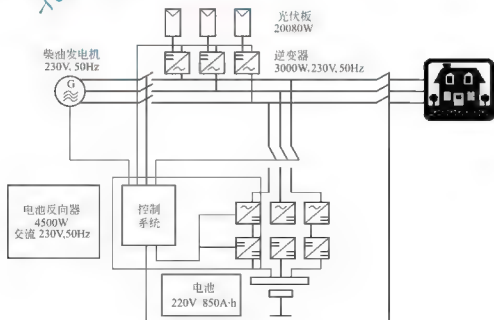 光伏板
20080W
柴油发电机
230V, 50Hz
逆变器
3000W, 230V, 50Hz
G
电池反向器
4500W
交流 230V,50Hz
控制
系统
电池
220V 850A·h